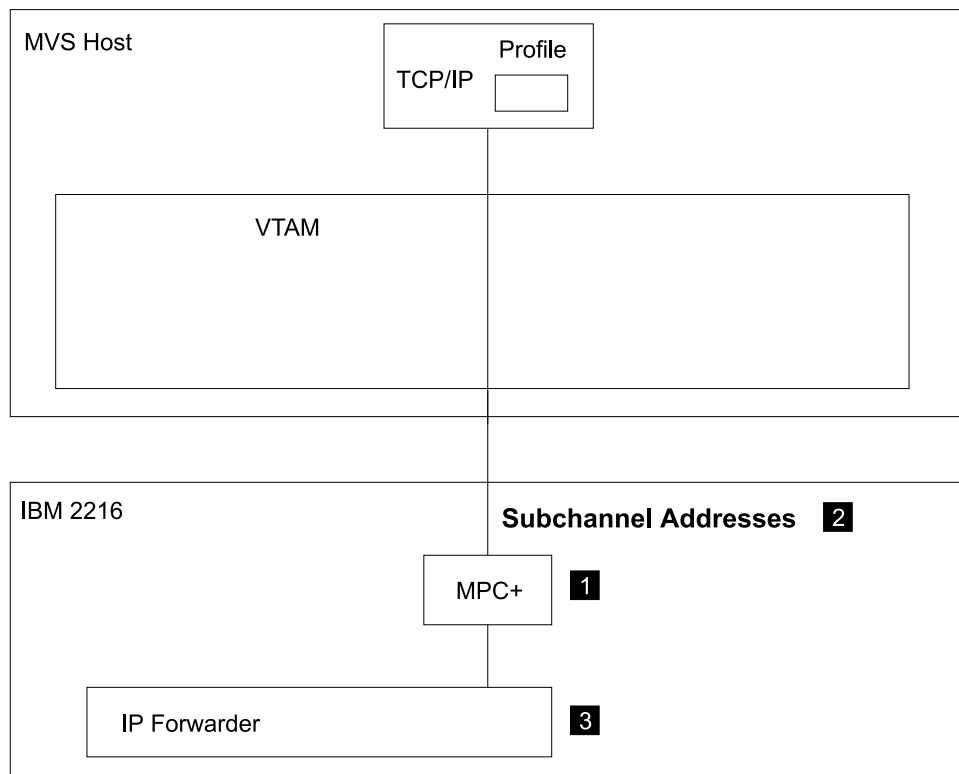 MVS Host
Profile
TCP/IP
VTAM
IBM 2216
Subchannel Addresses 2
MPC+ 1
IP Forwarder 3